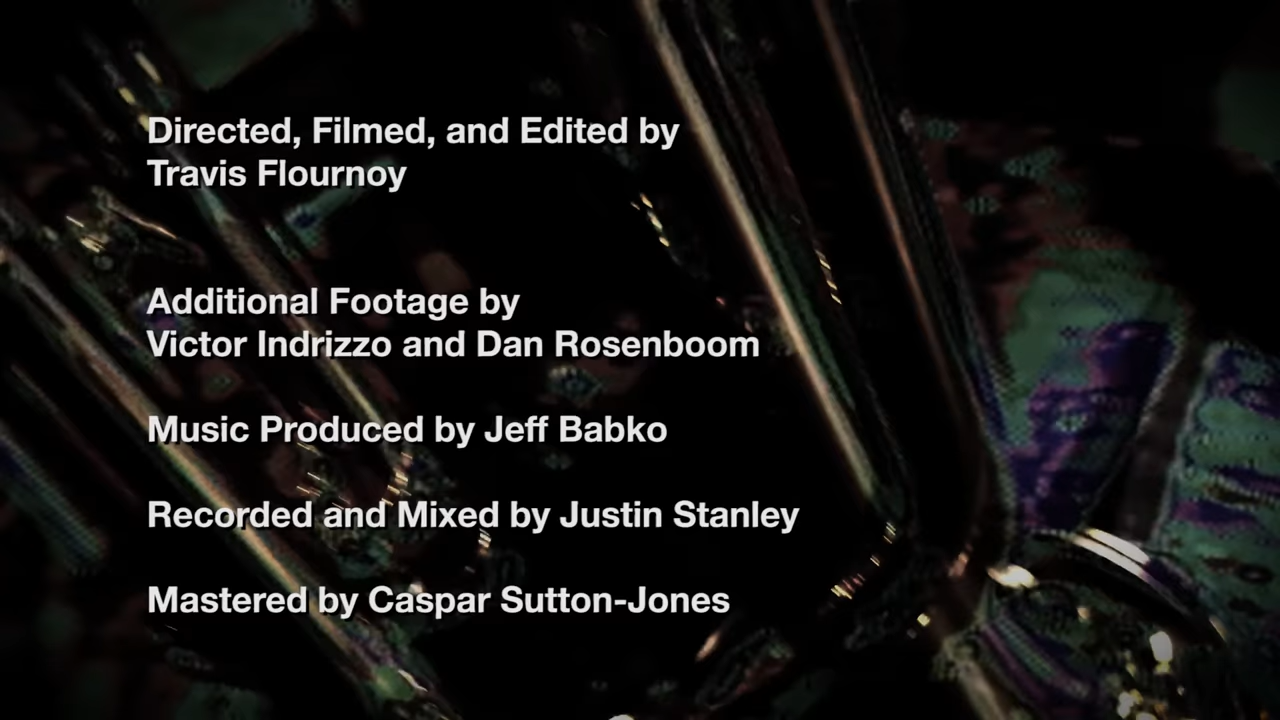 Directed, Filmed, and Edited by
Travis Flournoy
Additional Footage by
Victor Indrizzo and Dan Rosenboom
Music Produced by Jeff Babko
Recorded and Mixed by Justin Stanley
Mastered by Caspar Sutton-Jones